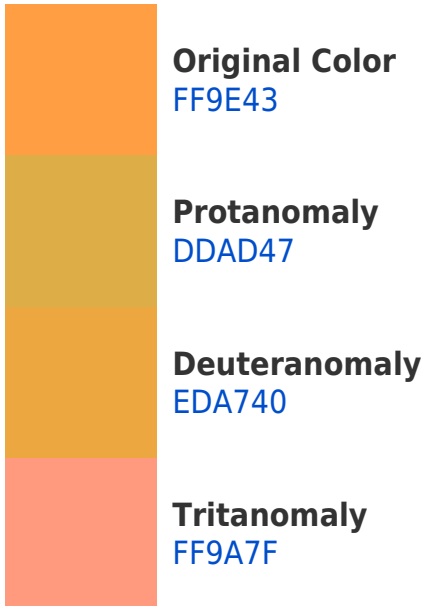 Original Color
FF9E43
Protanomaly
DDAD47
Deuteranomaly
EDA740
Tritanomaly
FF9A7F